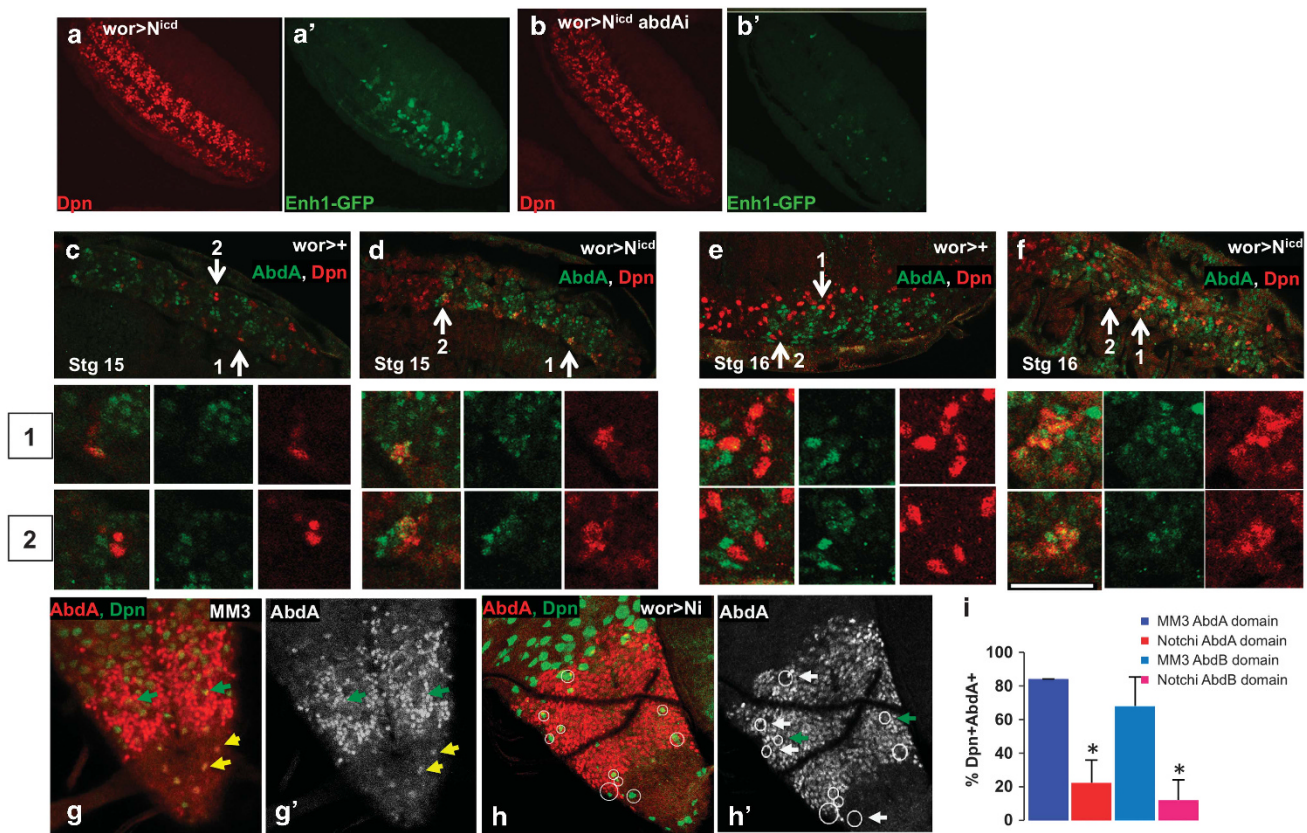 a wor>Nicd
a'
b wor>Nicd abdAi
b'
Dpn
Enh1-GFP
Dpn
Enh1-GFP
c 2 wor>+
AbdA, Dpn
1
Stg 15
d wor>Nicd
AbdA, Dpn
2
1
Stg 15
e 1 wor>+
AbdA, Dpn
Stg 16 2
f wor>Nicd
AbdA, Dpn
2 1
Stg 16
1
2
AbdA, Dpn MM3
g
AbdA
g'
AbdA, Dpn wor>Ni
h
AbdA
h'
i
MM3 AbdA domain
Notchi AbdA domain
MM3 AbdB domain
Notchi AbdB domain
% Dpn+AbdA+
100
80
60
40
20
0
* *